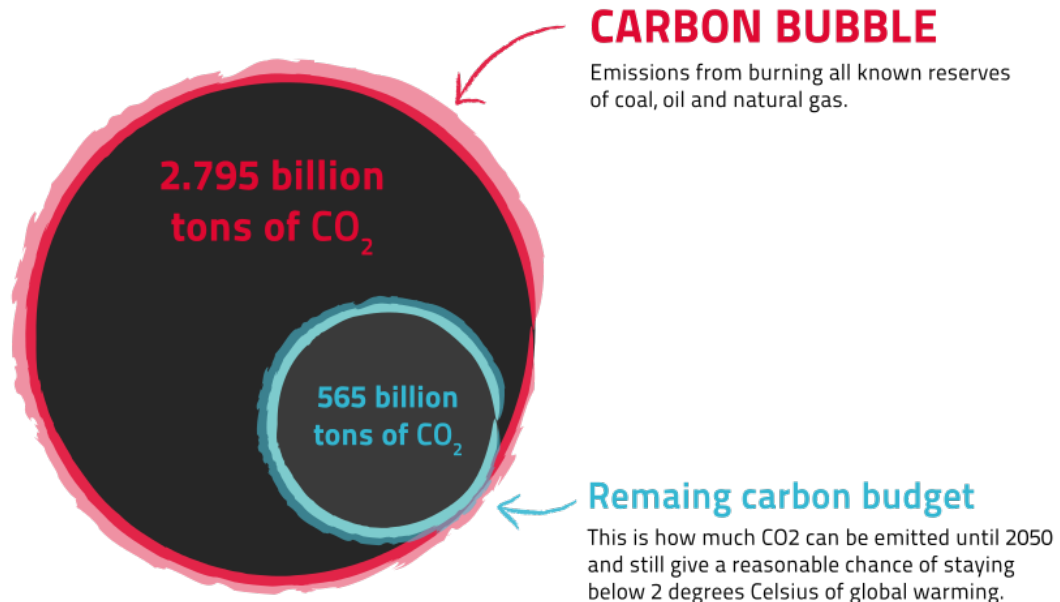 CARBON BUBBLE
Emissions from burning all known reserves
of coal, oil and natural gas.
2.795 billion
tons of CO₂
565 billion
tons of CO₂
Remaing carbon budget
This is how much CO2 can be emitted until 2050
and still give a reasonable chance of staying
below 2 degrees Celsius of global warming.